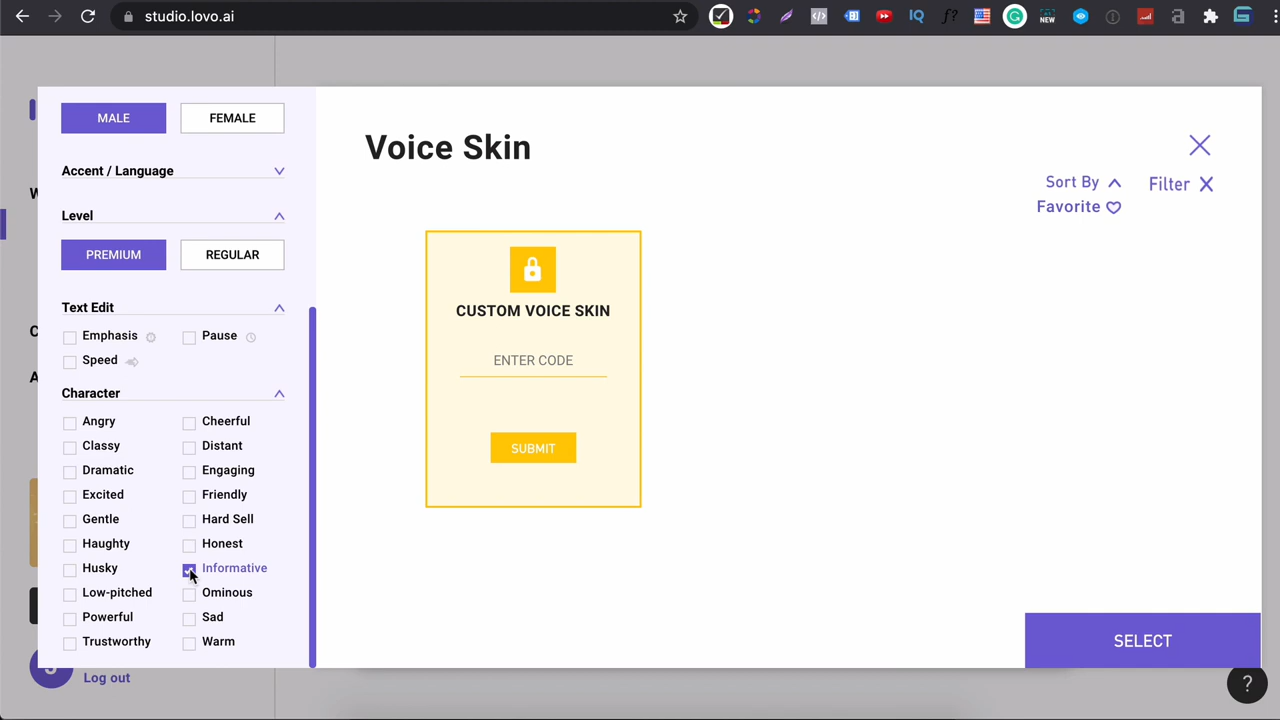 studio.lovo.ai
NEW
MALE
FEMALE
Accent / Language
Level
PREMIUM
REGULAR
Text Edit
Emphasis
Pause
Speed
Character
Angry
Cheerful
Classy
Distant
Dramatic
Engaging
Excited
Friendly
Gentle
Hard Sell
Haughty
Honest
Husky
Informative
Low-pitched
Ominous
Powerful
Sad
Trustworthy
Warm
Log out
Voice Skin
Sort By
Filter
Favorite
CUSTOM VOICE SKIN
ENTER CODE
SUBMIT
SELECT
?